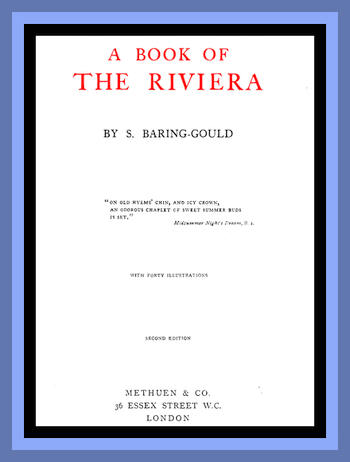 A BOOK OF
THE RIVIERA
BY S. BARING-GOULD
"ON OLD HYEMS' CHIN, AND ICY CROWN,
AN ODOROUS CHAPLET OF SWEET SUMMER BUDS
IS SET."
Midsummer Night's Dream, ii. 1.
WITH FORTY ILLUSTRATIONS
SECOND EDITION
METHUEN & CO.
36 ESSEX STREET W.C.
LONDON